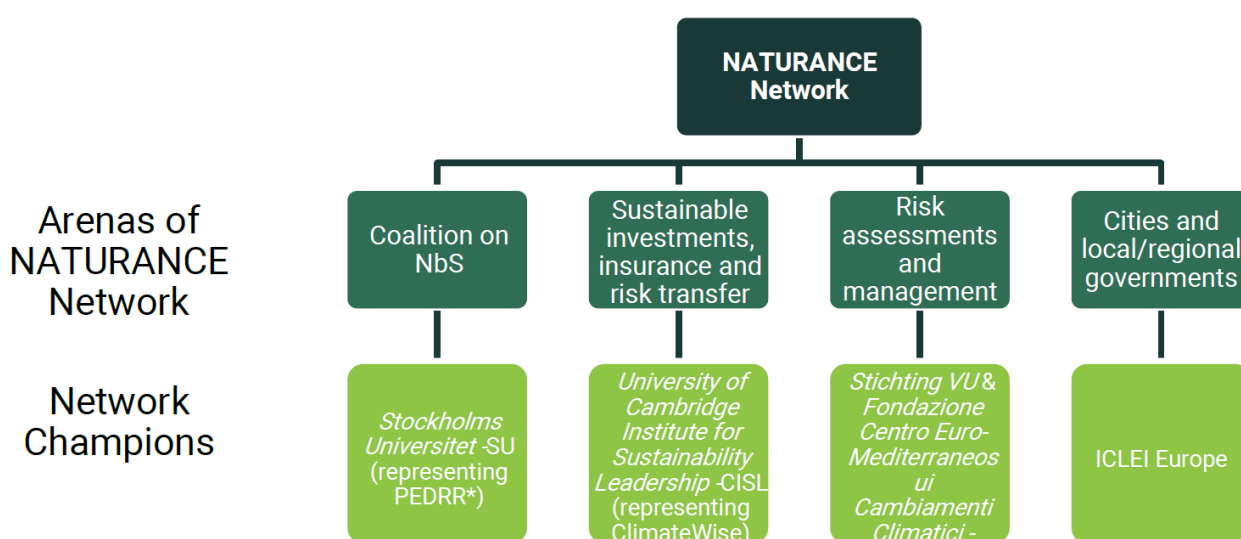 NATURANCE
Network
Arenas of
NATURANCE
Network
Coalition on
NbS
Sustainable
investments,
insurance and
risk transfer
Risk
assessments
and
management
Cities and
local/regional
governments
Network
Champions
Stockholms
Universitet -SU
(representing
PEDRR*)
University of
Cambridge
Institute for
Sustainability
Leadership -CISL
(representing
ClimateWise)
Stichting VU &
Fondazione
Centro Euro-
Mediterraneos
ui
Cambiamenti
Climatici -
ICLEI Europe